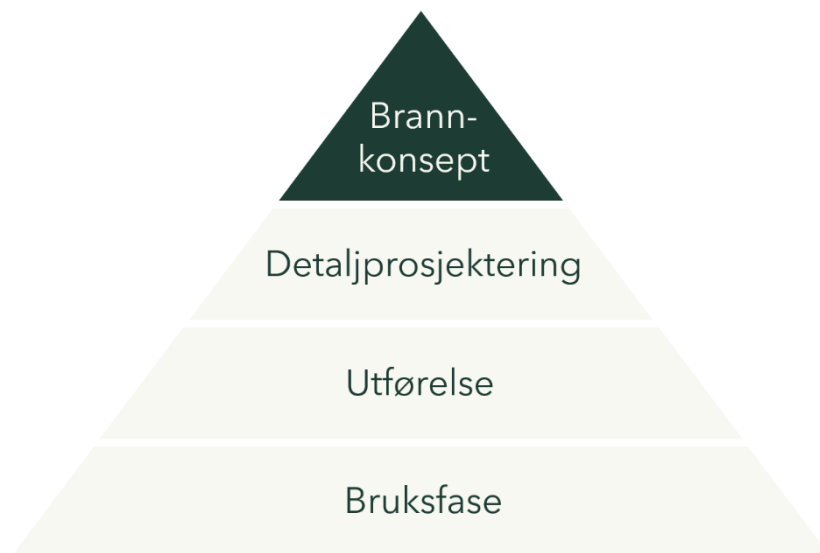 Brann-
konsept
Detaljprosjektering
Utførelse
Bruksfase